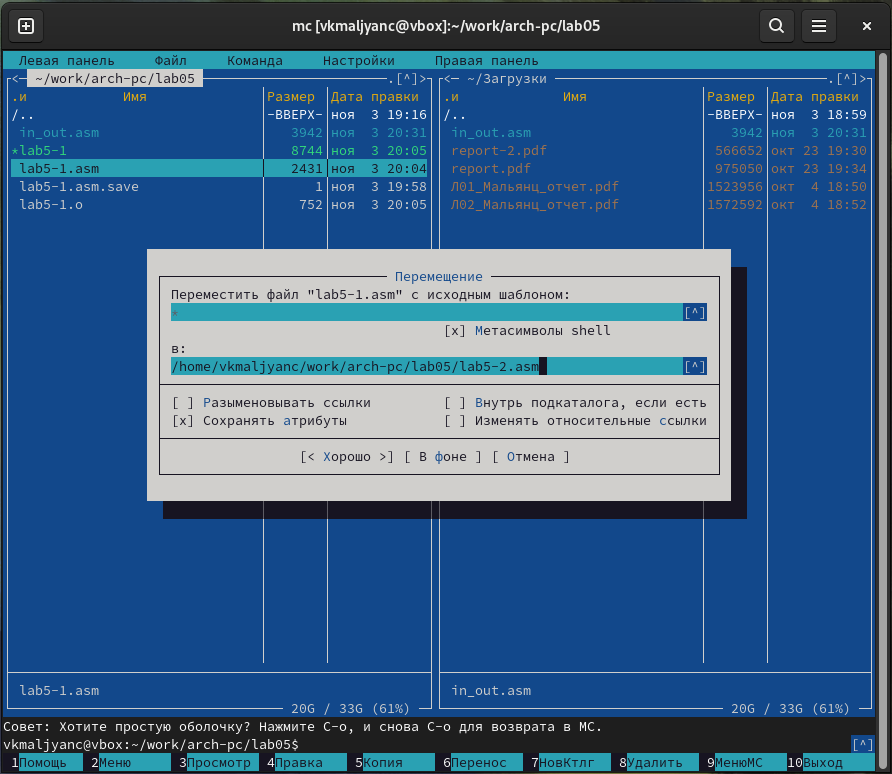 mc [vkmaljyanc@vbox]:~/work/arch-pc/lab05
Левая панель Файл Команда Настройки Правая панель
<─ ~/work/arch-pc/lab05 .[^]> <─ ~/Загрузки .[^]>
.и Имя Размер Дата правки .и Имя Размер Дата правки
/.. -ВВЕРХ- ноя 3 19:16 /.. -ВВЕРХ- ноя 3 18:59
in_out.asm 3942 ноя 3 20:31 in_out.asm 3942 ноя 3 20:31
*lab5-1 8744 ноя 3 20:05 report-2.pdf 566652 окт 23 19:30
lab5-1.asm 2431 ноя 3 20:04 report.pdf 975050 окт 23 19:34
lab5-1.asm.save 1 ноя 3 19:58 Л01_Мальянц_отчет.pdf 1523956 окт 4 18:50
lab5-1.o 752 ноя 3 20:05 Л02_Мальянц_отчет.pdf 1572592 окт 4 18:52
Перемещение
Переместить файл "lab5-1.asm" с исходным шаблоном:
* [^]
[x] Метасимволы shell
в:
/home/vkmaljyanc/work/arch-pc/lab05/lab5-2.asm [^]
[ ] Разыменовывать ссылки [ ] Внутрь подкаталога, если есть
[x] Сохранять атрибуты [ ] Изменять относительные ссылки
[< Хорошо >] [ В фоне ] [ Отмена ]
lab5-1.asm in_out.asm
20G / 33G (61%) 20G / 33G (61%)
Совет: Хотите простую оболочку? Нажмите C-o, и снова C-o для возврата в MC.
vkmaljyanc@vbox:~/work/arch-pc/lab05$ [^]
1Помощь 2Меню 3Просмотр 4Правка 5Копия 6Перенос 7НовКтлг 8Удалить 9МенюMC 10Выход